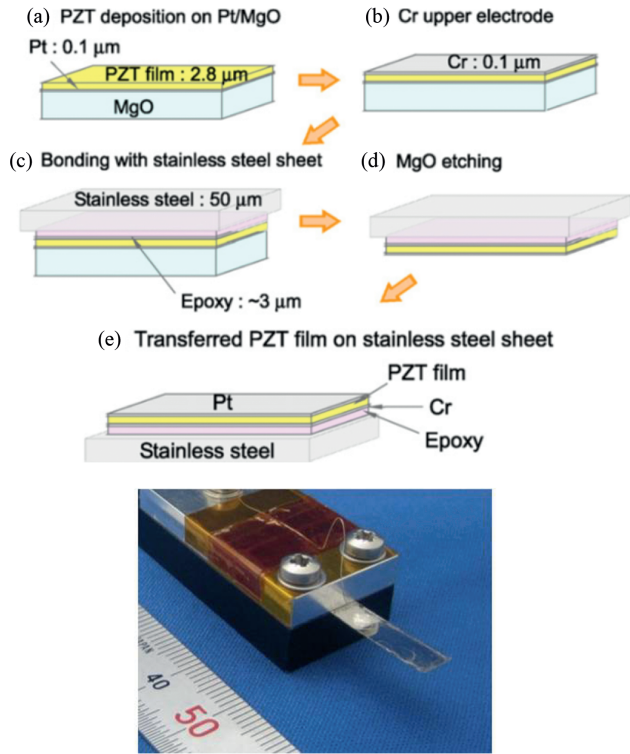 (a) PZT deposition on Pt/MgO
Pt : 0.1 μm
PZT film : 2.8 μm
MgO
(b) Cr upper electrode
Cr : 0.1 μm
(c) Bonding with stainless steel sheet
Stainless steel : 50 μm
Epoxy : ~3 μm
(d) MgO etching
(e) Transferred PZT film on stainless steel sheet
PZT film
Pt
Cr
Epoxy
Stainless steel
40
50